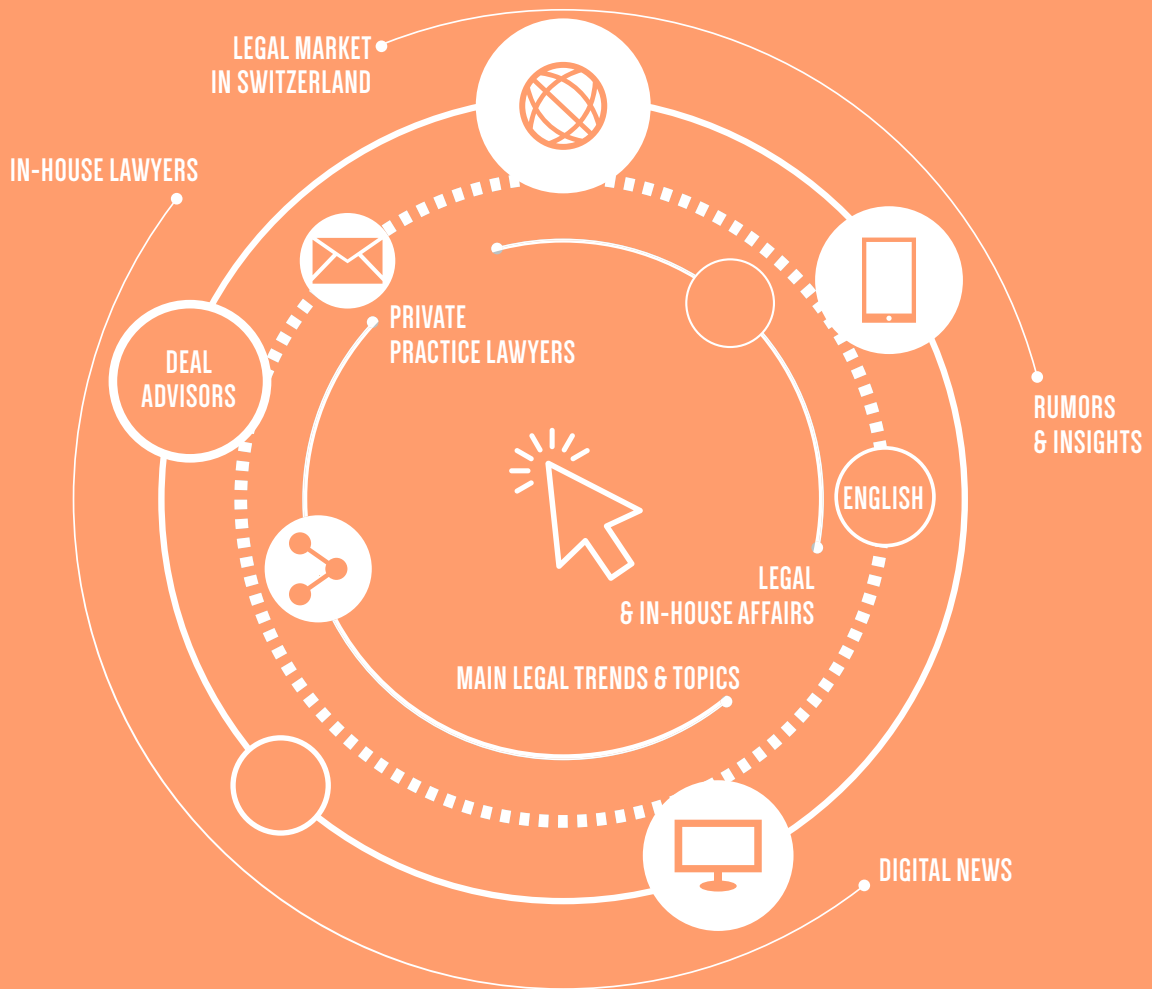 LEGAL MARKET
IN SWITZERLAND
IN-HOUSE LAWYERS
PRIVATE
PRACTICE LAWYERS
DEAL
ADVISORS
RUMORS
& INSIGHTS
ENGLISH
LEGAL
& IN-HOUSE AFFAIRS
MAIN LEGAL TRENDS & TOPICS
DIGITAL NEWS